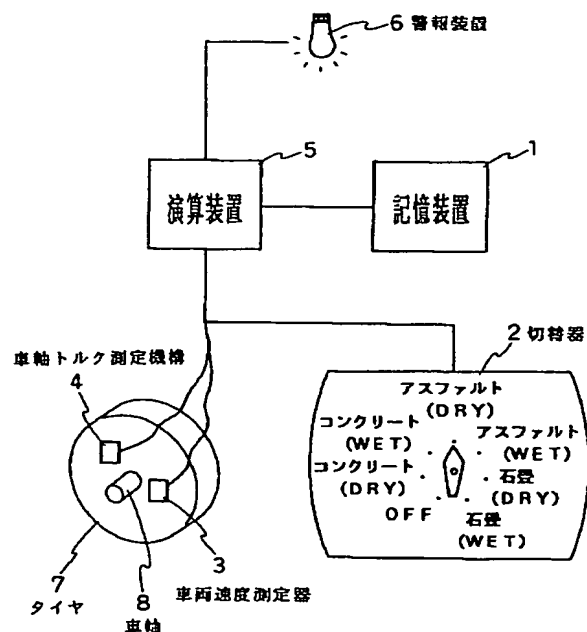 6 警報装置
5
1
演算装置
記憶装置
2 切替器
車軸トルク測定機構
4
アスファルト
(DRY)
コンクリート
(WET)
アスファルト
(WET)
コンクリート
(DRY)
石畳
(DRY)
OFF
石畳
(WET)
3
車両速度測定器
7
タイヤ
8
車軸